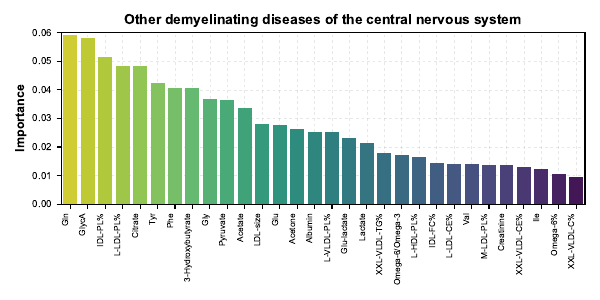 Other demyelinating diseases of the central nervous system
Importance
0.06
0.05
0.04
0.03
0.02
0.01
0.00
Gln
GlycA
IDL-PL%
L-LDL-PL%
Citrate
Tyr
Phe
3-Hydroxybutyrate
Gly
Pyruvate
Acetate
LDL-size
Glu
Acetone
Albumin
L-VLDL-PL%
Glu-lactate
Lactate
XXL-VLDL-TG%
Omega-6/Omega-3
L-HDL-PL%
IDL-FC%
L-LDL-CE%
Val
M-LDL-PL%
Creatinine
XXL-VLDL-CE%
Ile
Omega-6%
XXL-VLDL-C%